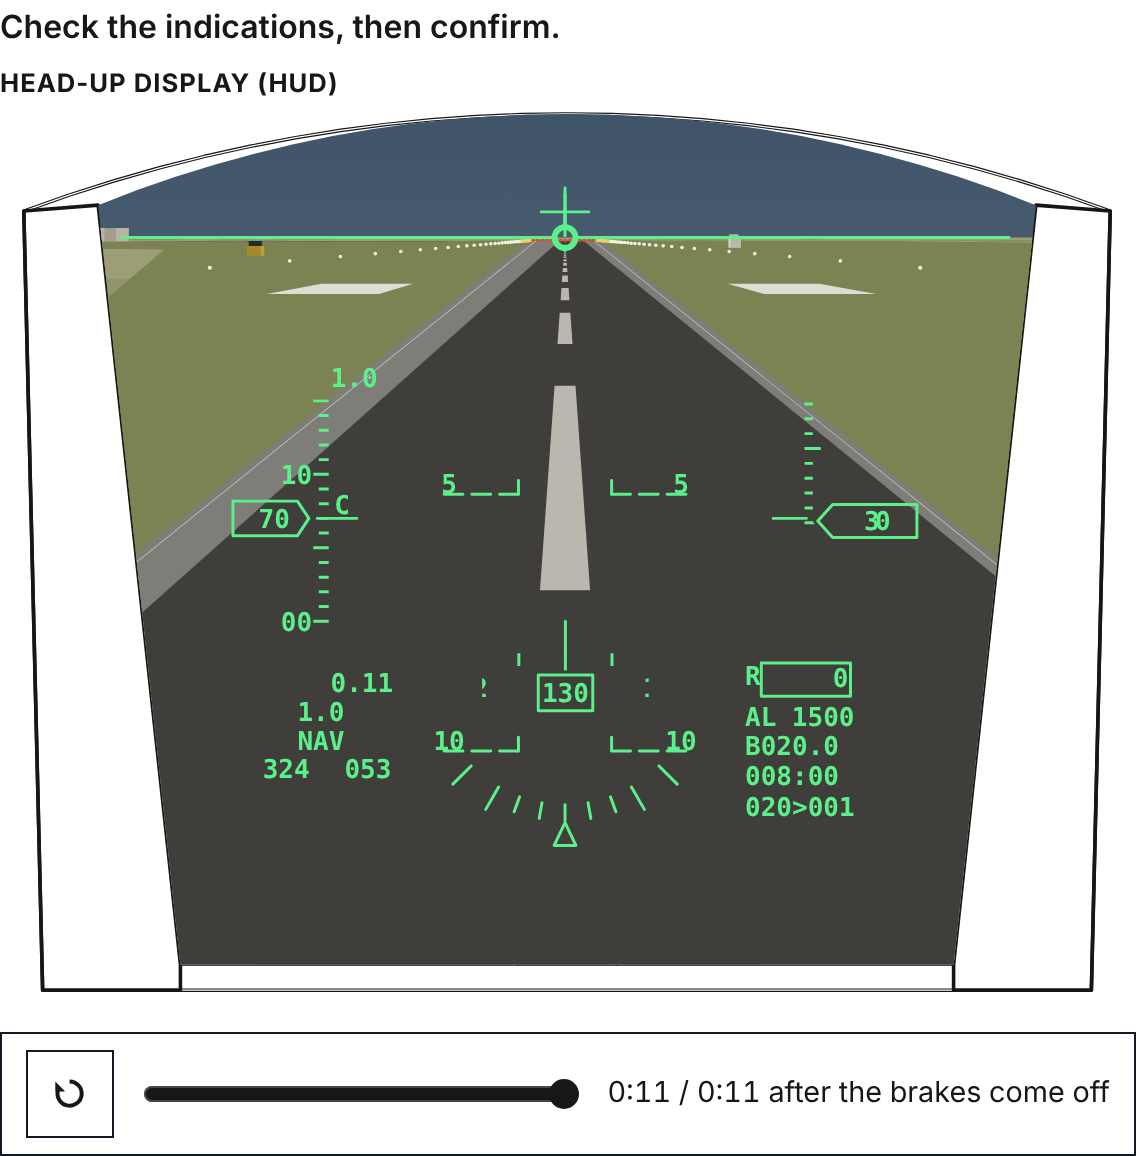 Check the indications, then confirm.
HEAD-UP DISPLAY (HUD)
1.0
10
5 5
C
70
30
00
R 0
0.11
130
1.0
AL 1500
NAV
B020.0
10 10
324 053
008:00
020>001
0:11 / 0:11 after the brakes come off